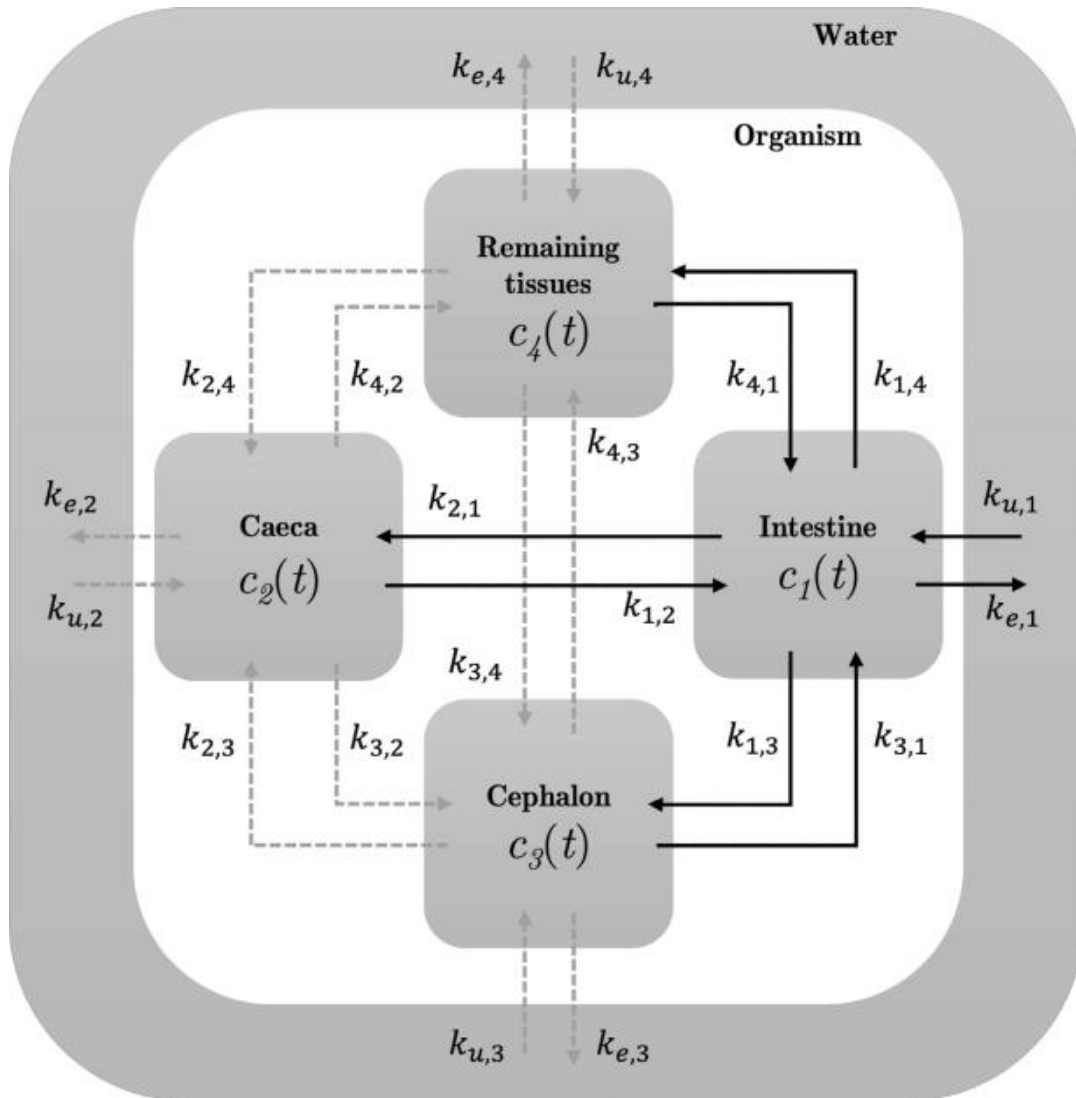 Water
k_{e,4}
k_{u,4}
Organism
Remaining
tissues
c_4(t)
k_{2,4}
k_{4,2}
k_{4,1}
k_{1,4}
k_{4,3}
k_{e,2}
k_{2,1}
k_{u,1}
Caeca
Intestine
c_2(t)
c_1(t)
k_{u,2}
k_{1,2}
k_{e,1}
k_{3,4}
k_{2,3}
k_{3,2}
k_{1,3}
k_{3,1}
Cephalon
c_3(t)
k_{u,3}
k_{e,3}